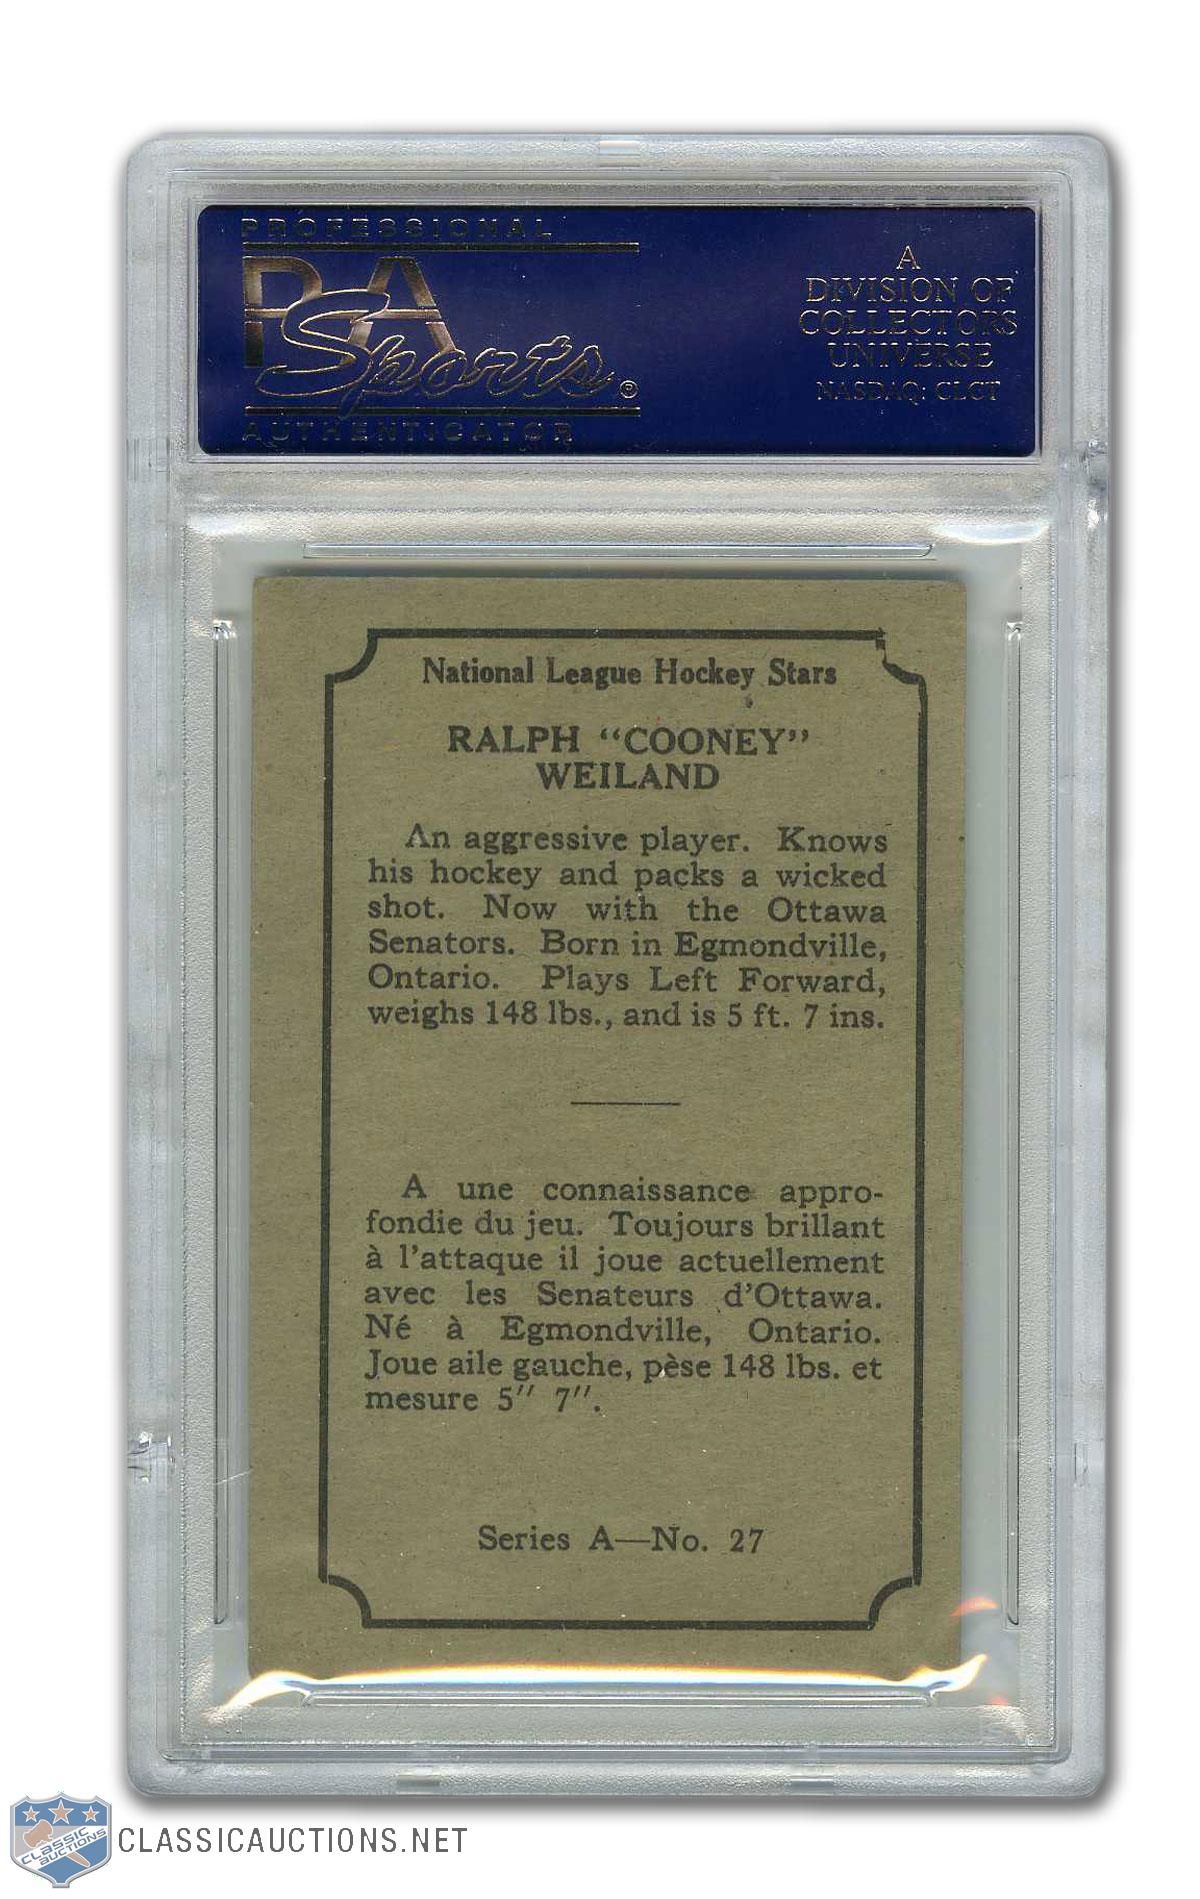 PROFESSIONAL
PSA
Sports®
AUTHENTICATOR
A
DIVISION OF
COLLECTORS
UNIVERSE
NASDAQ: CLCT
National League Hockey Stars
RALPH “COONEY”
WEILAND
An aggressive player. Knows
his hockey and packs a wicked
shot. Now with the Ottawa
Senators. Born in Egmondville,
Ontario. Plays Left Forward,
weighs 148 lbs., and is 5 ft. 7 ins.
A une connaissance appro-
fondie du jeu. Toujours brillant
à l’attaque il joue actuellement
avec les Senateurs d’Ottawa.
Né à Egmondville, Ontario.
Joue aile gauche, pèse 148 lbs. et
mesure 5″ 7″.
Series A—No. 27
CLASSIC
AUCTIONS
CLASSICAUCTIONS.NET